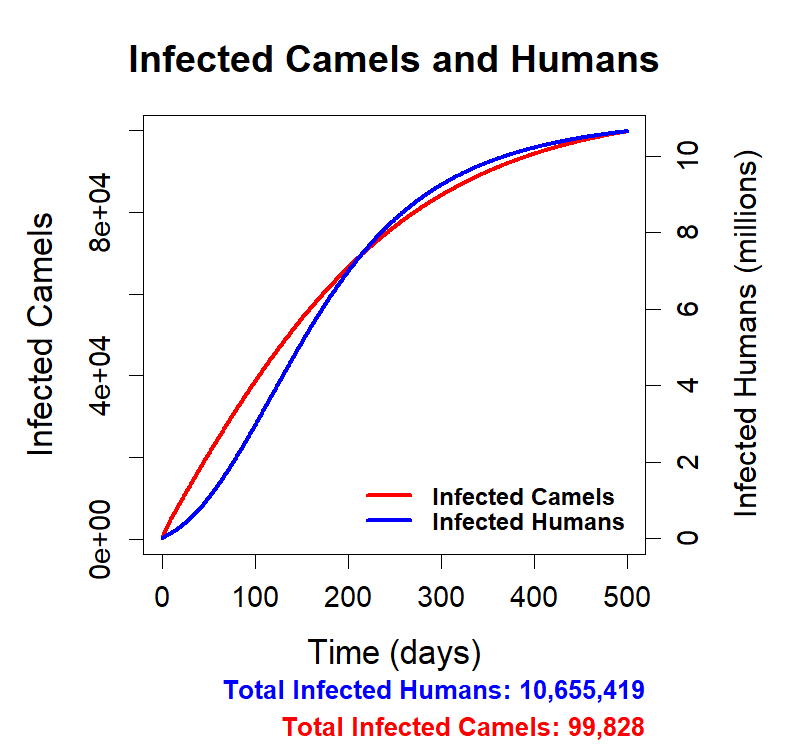 Infected Camels and Humans
Infected Camels
8e+04
4e+04
0e+00
10
8
6
4
2
0
Infected Humans (millions)
Infected Camels
Infected Humans
0 100 200 300 400 500
Time (days)
Total Infected Humans: 10,655,419
Total Infected Camels: 99,828